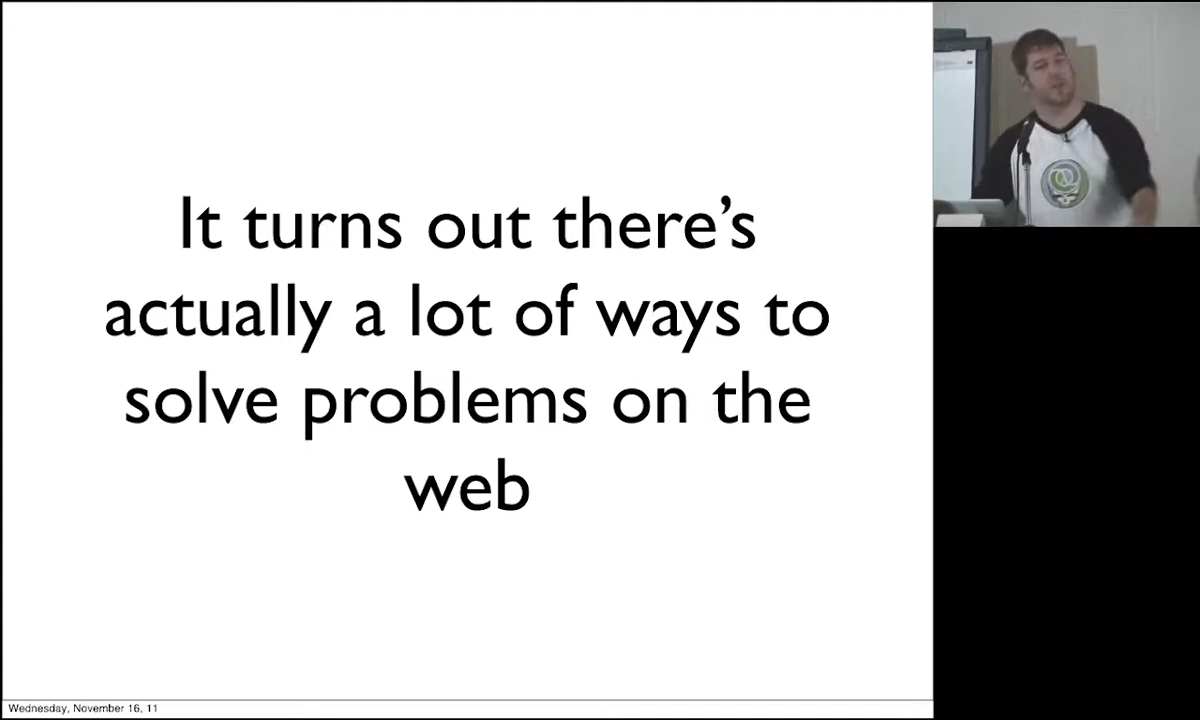 It turns out there’s
actually a lot of ways to
solve problems on the
web
Wednesday, November 16, 11